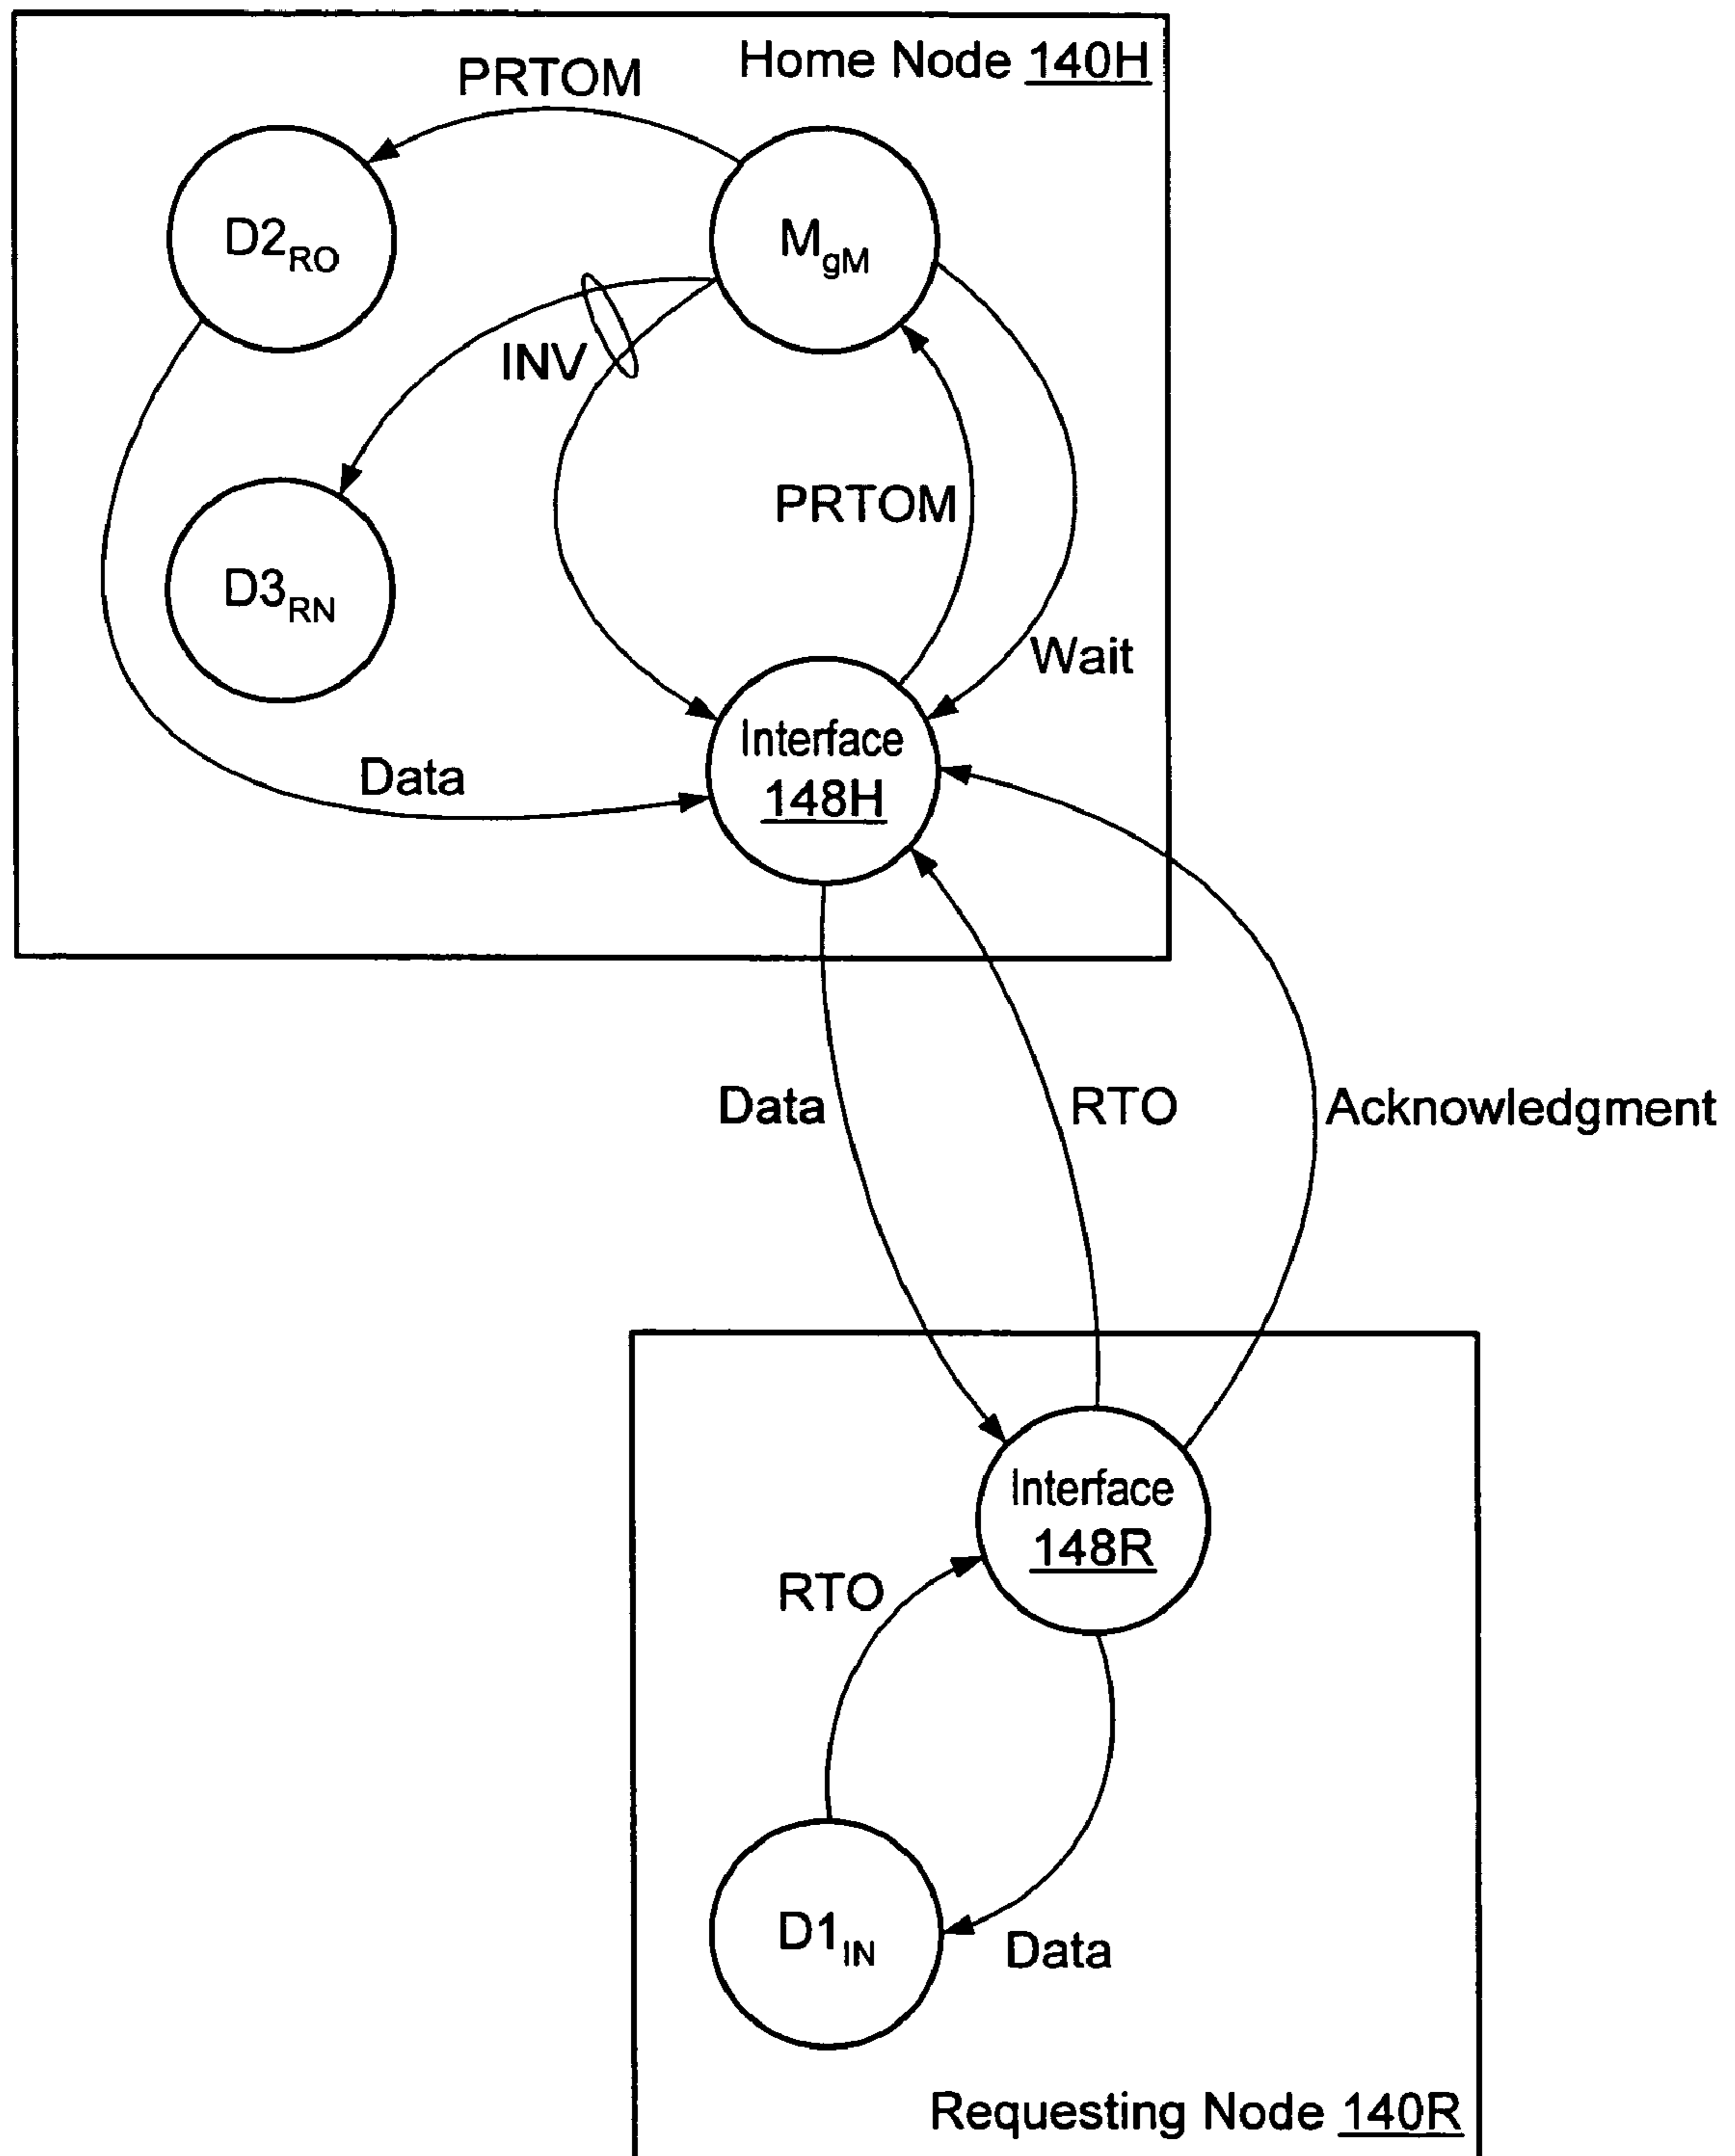 Home Node 140H
PRTOM
D2RO
MgM
INV
PRTOM
D3RN
Wait
Interface
148H
Data
Data
RTO
Acknowledgment
Interface
148R
RTO
D1IN
Data
Requesting Node 140R